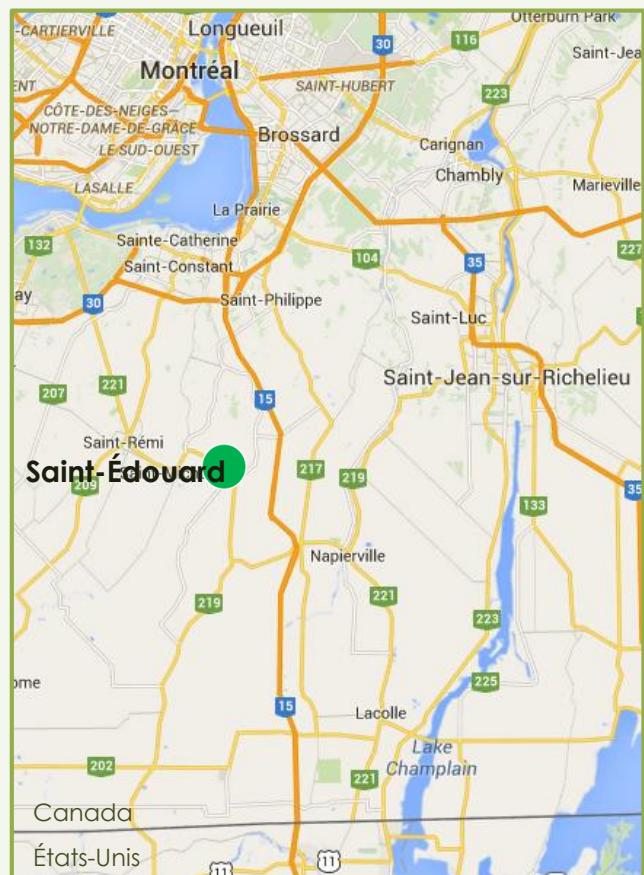 Otterburn Park
-CARTIERVILLE
Longueuil
30
116
Saint-Jea
Montréal
ENT
SAINT-HUBERT
223
CÔTE-DES-NEIGES—
NOTRE-DAME-DE-GRÂCE
Brossard
Carignan
LE SUD-OUEST
Chambly
LASALLE
Marieville
La Prairie
132
Sainte-Catherine
227
104
35
Saint-Constant
ay
30
Saint-Philippe
Saint-Luc
207
221
15
Saint-Jean-sur-Richelieu
Saint-Rémi
Saint-Édouard
209
217
219
35
133
Napierville
219
221
223
ome
225
15
Lacolle
202
Lake
Champlain
221
Canada
États-Unis
11
11